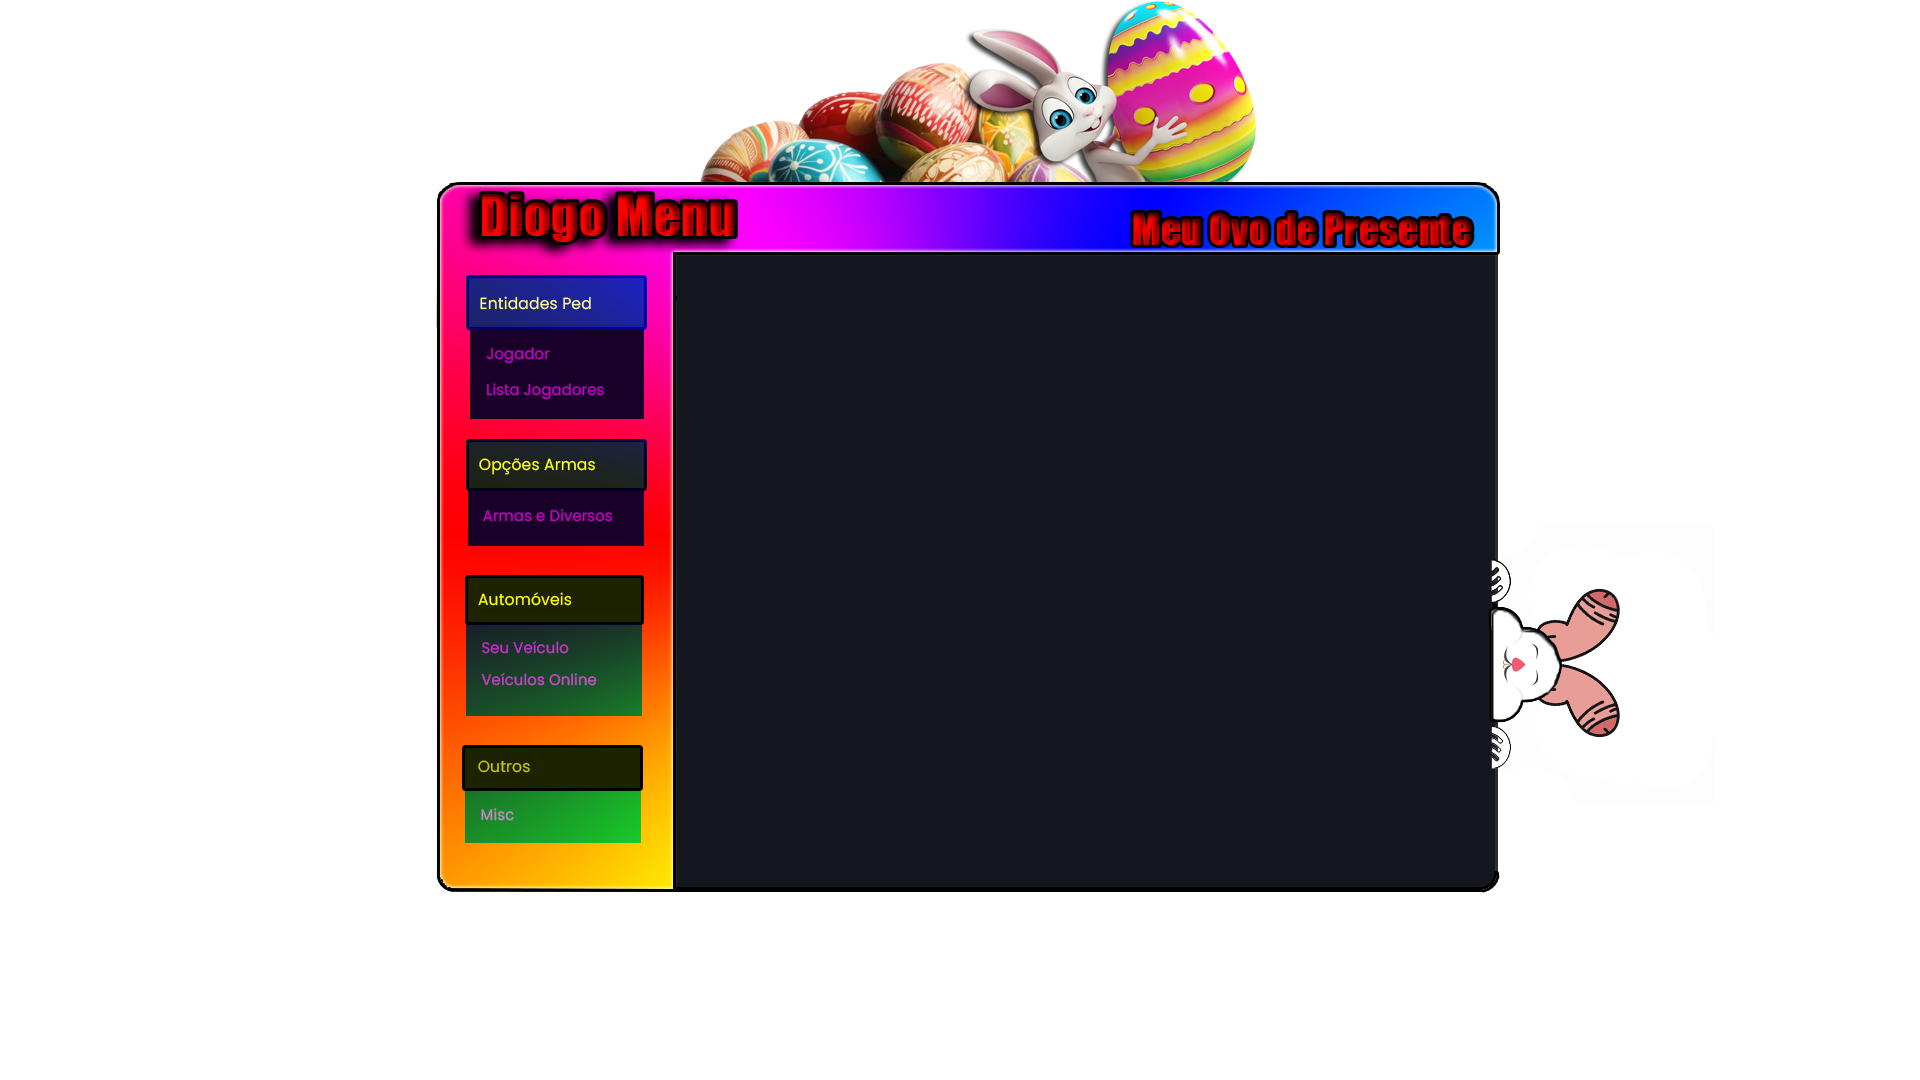 Diogo Menu
Meu Ovo de Presente
Entidades Ped
Jogador
Lista Jogadores
Opções Armas
Armas e Diversos
Automóveis
Seu Veículo
Veículos Online
Outros
Misc